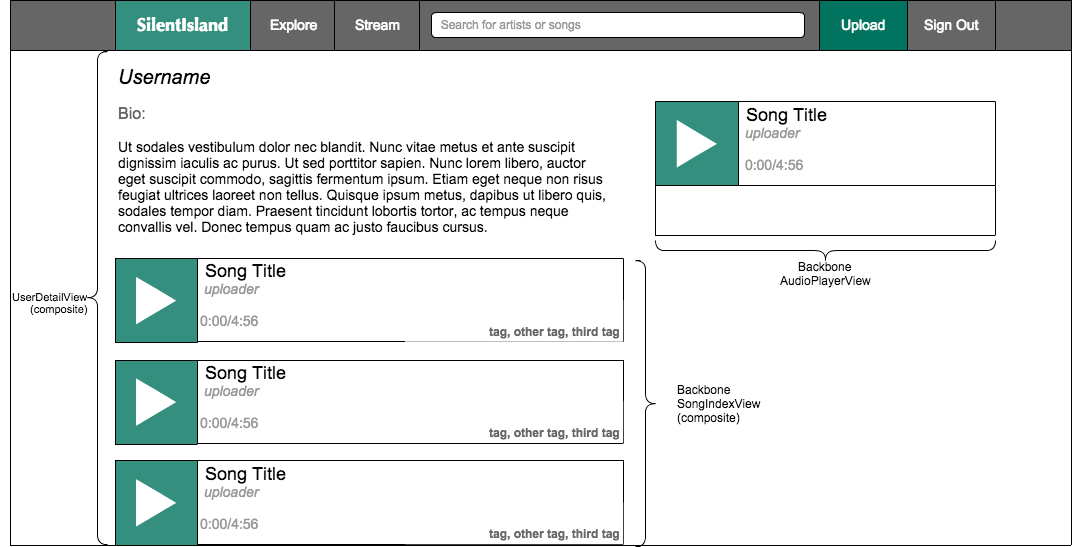 SilentIsland
Explore
Stream
Search for artists or songs
Upload
Sign Out
Username
Bio:
Ut sodales vestibulum dolor nec blandit. Nunc vitae metus et ante suscipit
dignissim iaculis ac purus. Ut sed porttitor sapien. Nunc lorem libero, auctor
eget suscipit commodo, sagittis fermentum ipsum. Etiam eget neque non risus
feugiat ultrices laoreet non tellus. Quisque ipsum metus, dapibus ut libero quis,
sodales tempor diam. Praesent tincidunt lobortis tortor, ac tempus neque
convallis vel. Donec tempus quam ac justo faucibus cursus.
Song Title
uploader
0:00/4:56
Backbone
AudioPlayerView
UserDetailView
(composite)
Song Title
uploader
0:00/4:56
tag, other tag, third tag
Song Title
uploader
0:00/4:56
tag, other tag, third tag
Backbone
SongIndexView
(composite)
Song Title
uploader
0:00/4:56
tag, other tag, third tag